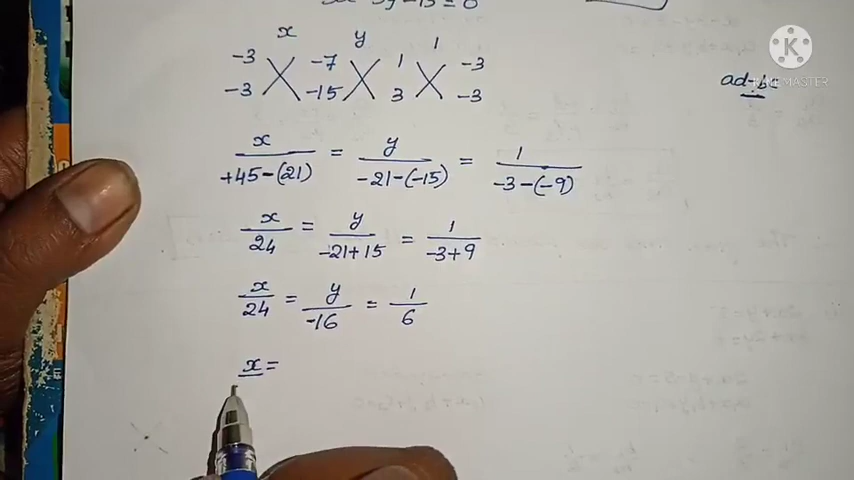 x y 1
-3 -7 1 -3
-3 -15 3 -3
ad-bc
x/+45-(21) = y/-21-(-15) = 1/-3-(-9)
x/24 = y/-21+15 = 1/-3+9
x/24 = y/-16 = 1/6
x=
K
KINEMASTER